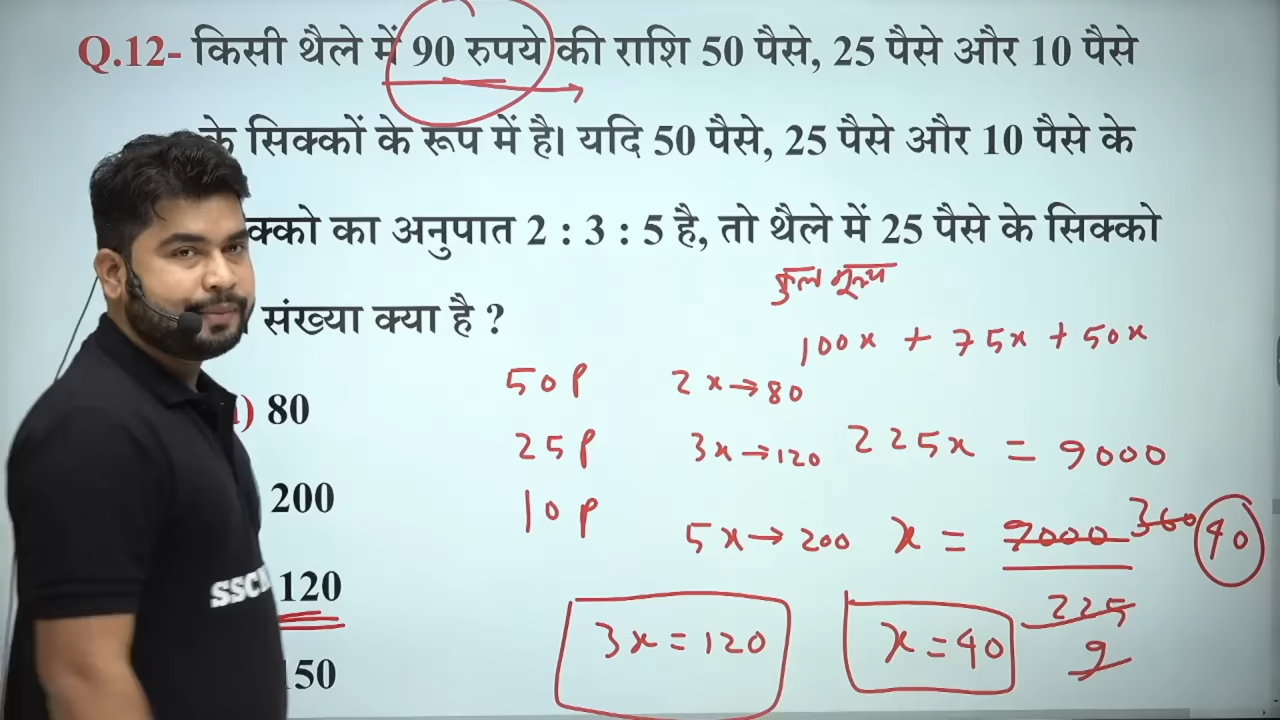 Q.12- किसी थैले में 90 रुपये की राशि 50 पैसे, 25 पैसे और 10 पैसे
के सिक्कों के रूप में है। यदि 50 पैसे, 25 पैसे और 10 पैसे के
क्को का अनुपात 2 : 3 : 5 है, तो थैले में 25 पैसे के सिक्को
संख्या क्या है ?
कुल मूल्य
100x + 75x + 50x
50P 2x→80
) 80
25P 3x→120 225x = 9000
200
10P 5x→200 x = 9000 360 40
225
9
SSC
120
3x = 120 x = 40
150